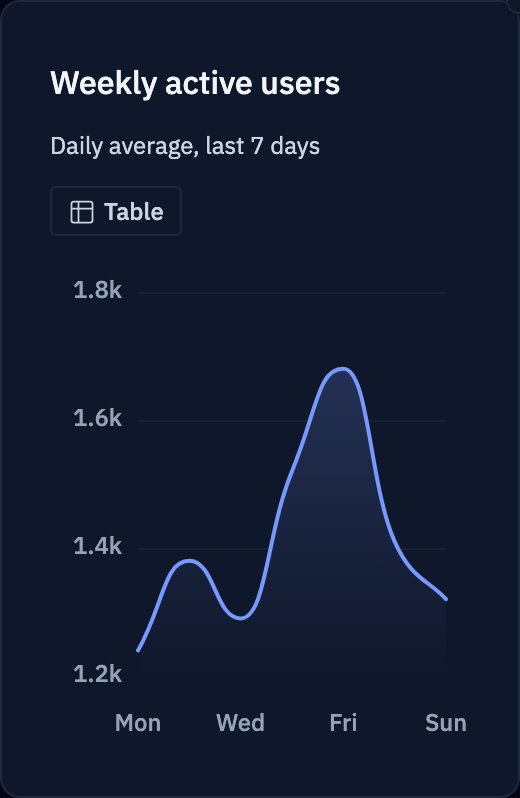 Weekly active users
Daily average, last 7 days
Table
1.8k
1.6k
1.4k
1.2k
Mon Wed Fri Sun